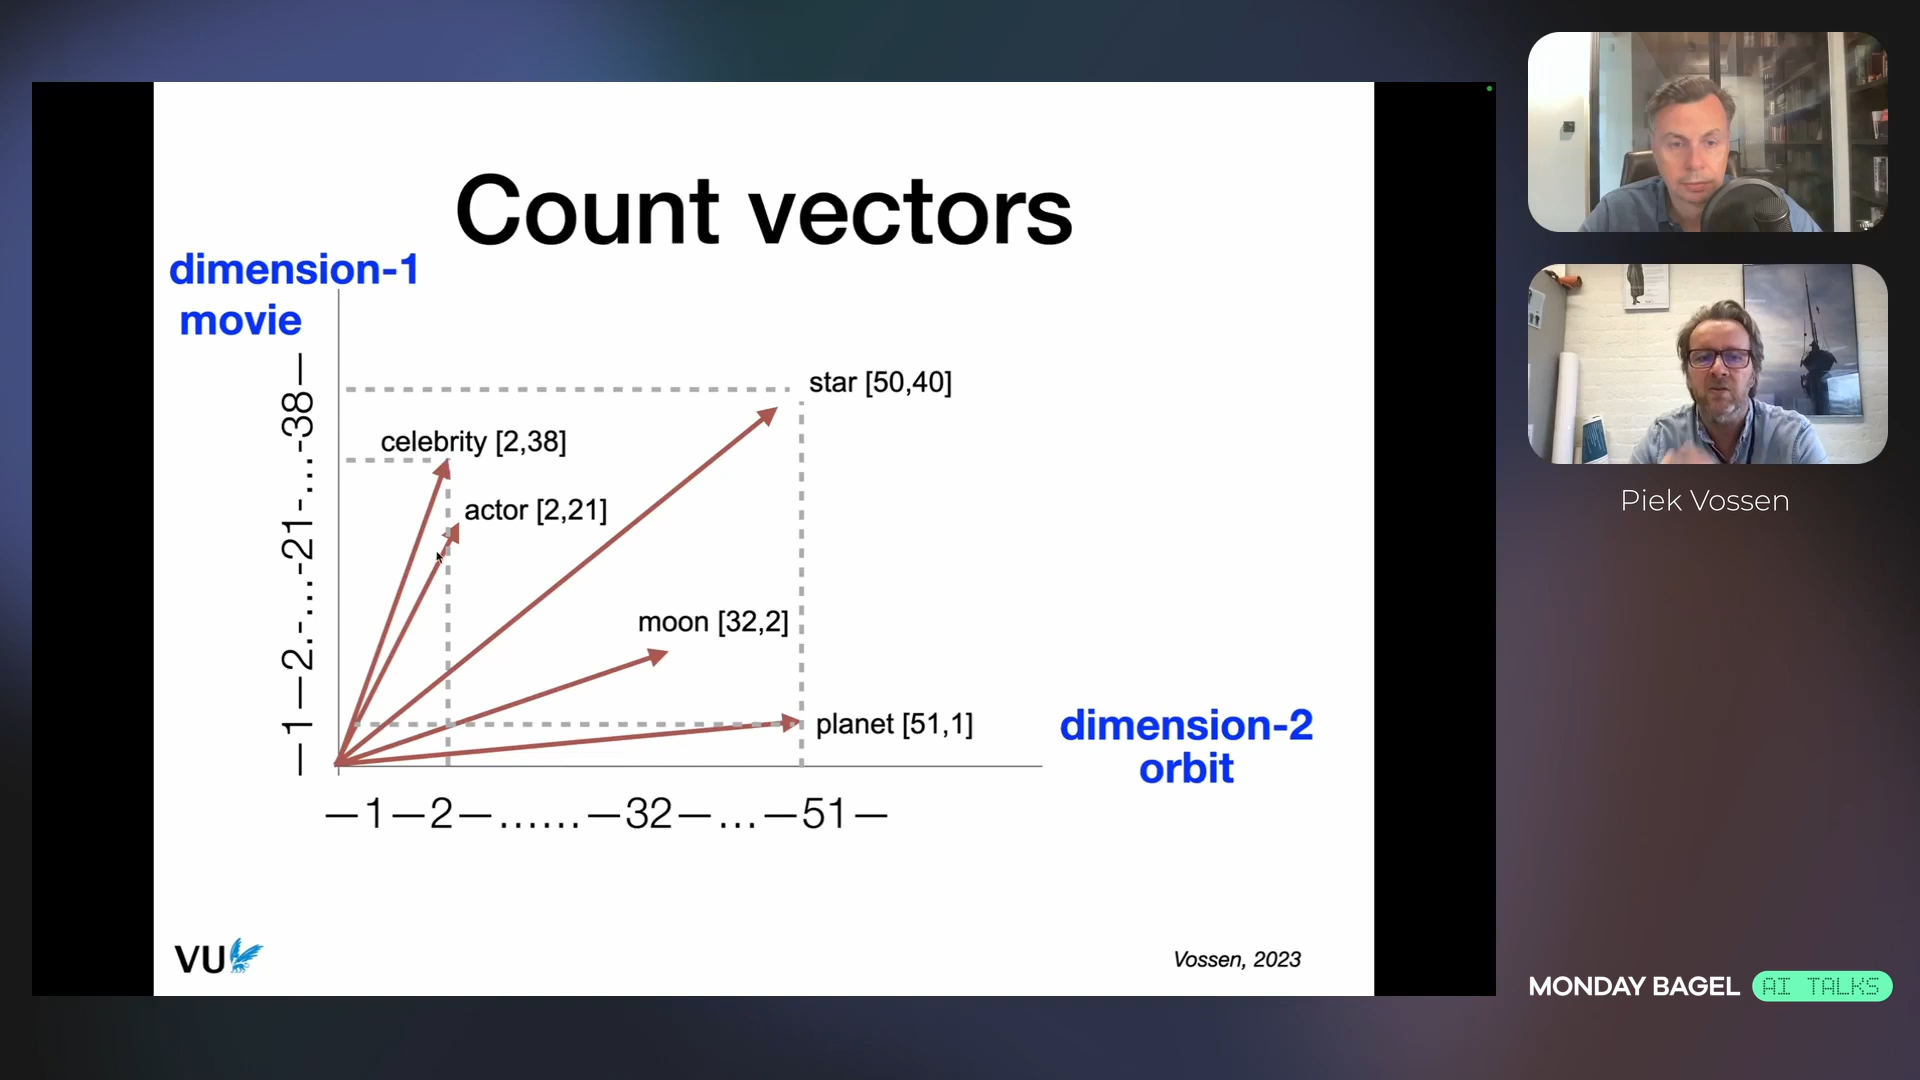 Count vectors
dimension-1
movie
—1—2.-...-21-...-38—
star [50,40]
celebrity [2,38]
actor [2,21]
moon [32,2]
planet [51,1]
dimension-2
orbit
—1—2—......—32—...—51—
VU
Vossen, 2023
Piek Vossen
MONDAY BAGEL AI TALKS